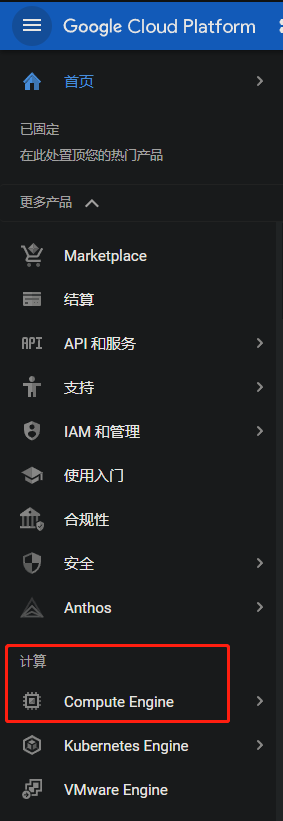 Google Cloud Platform
首页
已固定
在此处置顶您的热门产品
更多产品
Marketplace
结算
API API 和服务
支持
IAM 和管理
使用入门
合规性
安全
Anthos
计算
Compute Engine
Kubernetes Engine
VMware Engine